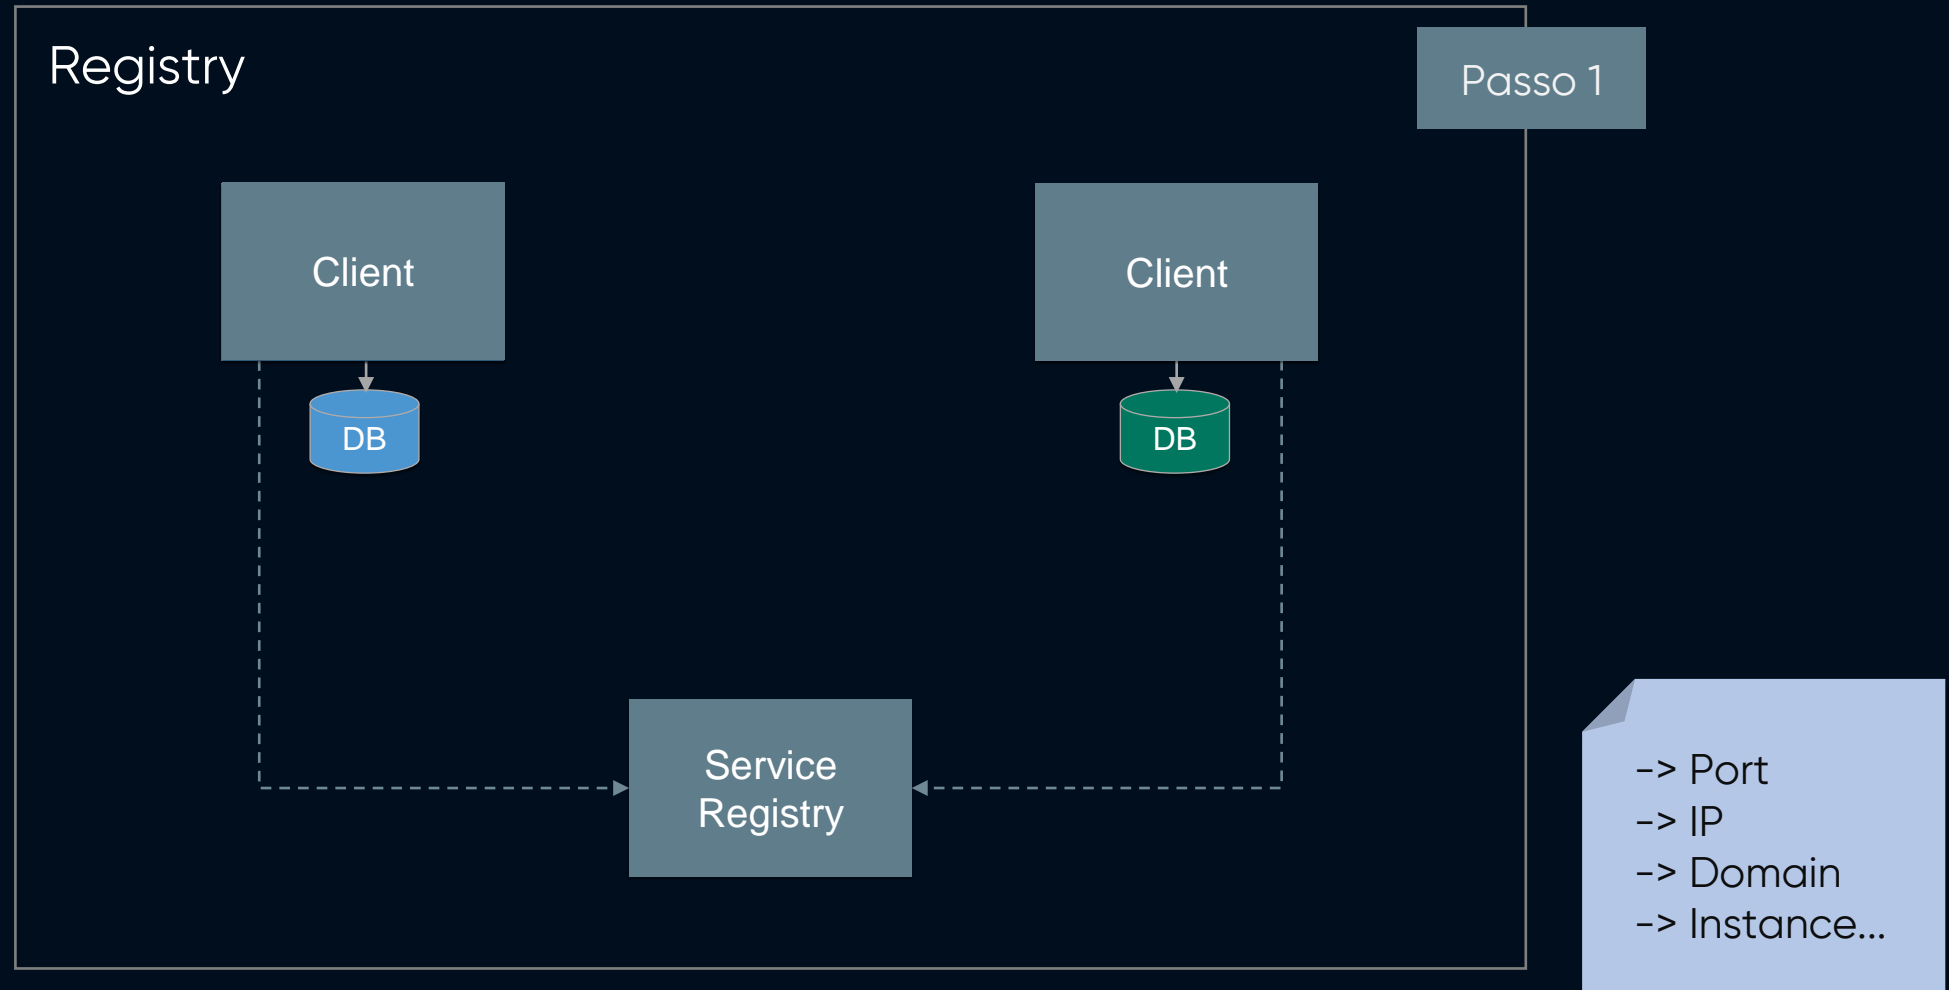 Registry
Passo 1
Client
Client
DB
DB
Service
Registry
-> Port
-> IP
-> Domain
-> Instance...